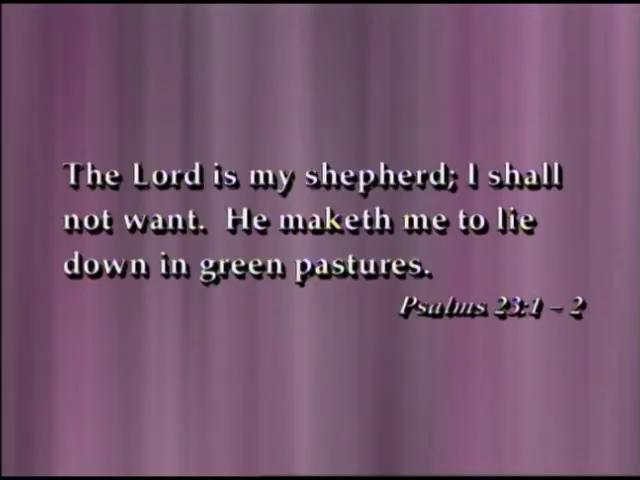 The Lord is my shepherd; I shall
not want.  He maketh me to lie
down in green pastures.
Psalms 23:1 – 2